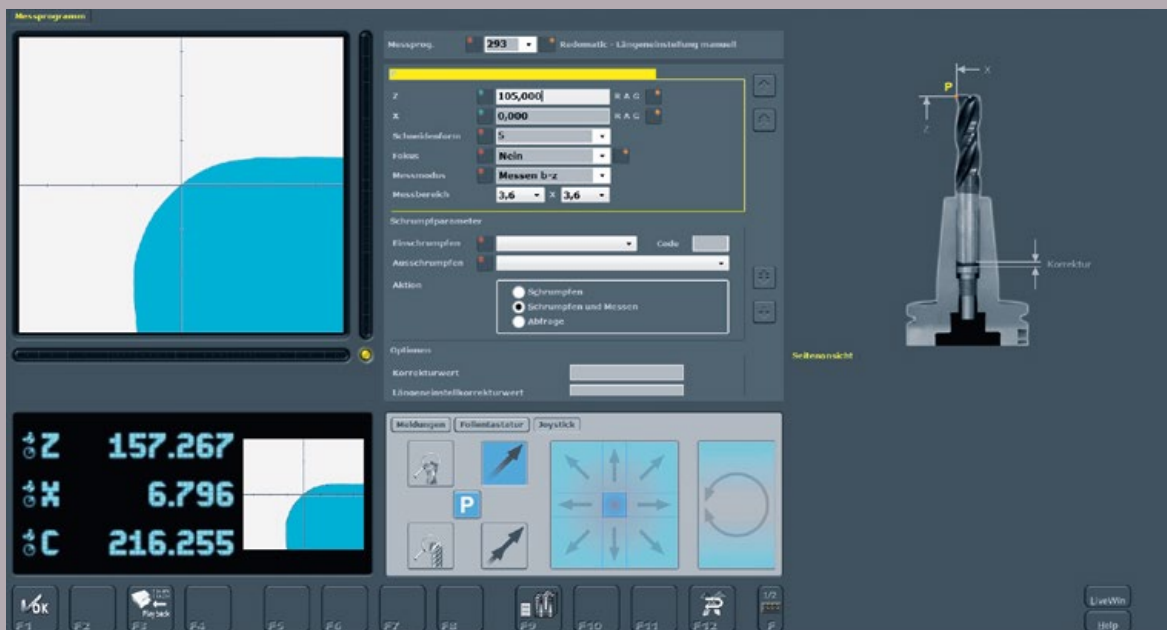 Messprogramm
Messprog. 293 Redomatic - Längeneinstellung manuell
Z 105,000 R A G
X 0,000 R A G
Schneidenform S
Fokus Nein
Messmodus Messen b-z
Messbereich 3,6 X 3,6
Schrumpfparameter
Einschrumpfen Code
Ausschrumpfen
Aktion
Schrumpfen
Schrumpfen und Messen
Abfrage
Optionen
Korrekturwert
Längeneinstellkorrekturwert
X
P
Z
Korrektur
Seitenansicht
Z 157.267
X 6.796
C 216.255
Meldungen Folientastatur Joystick
P
I/OK
Play back
1/2
F1 F2 F3 F4 F5 F6 F7 F8 F9 F10 F11 F12 F
LiveWin
Help